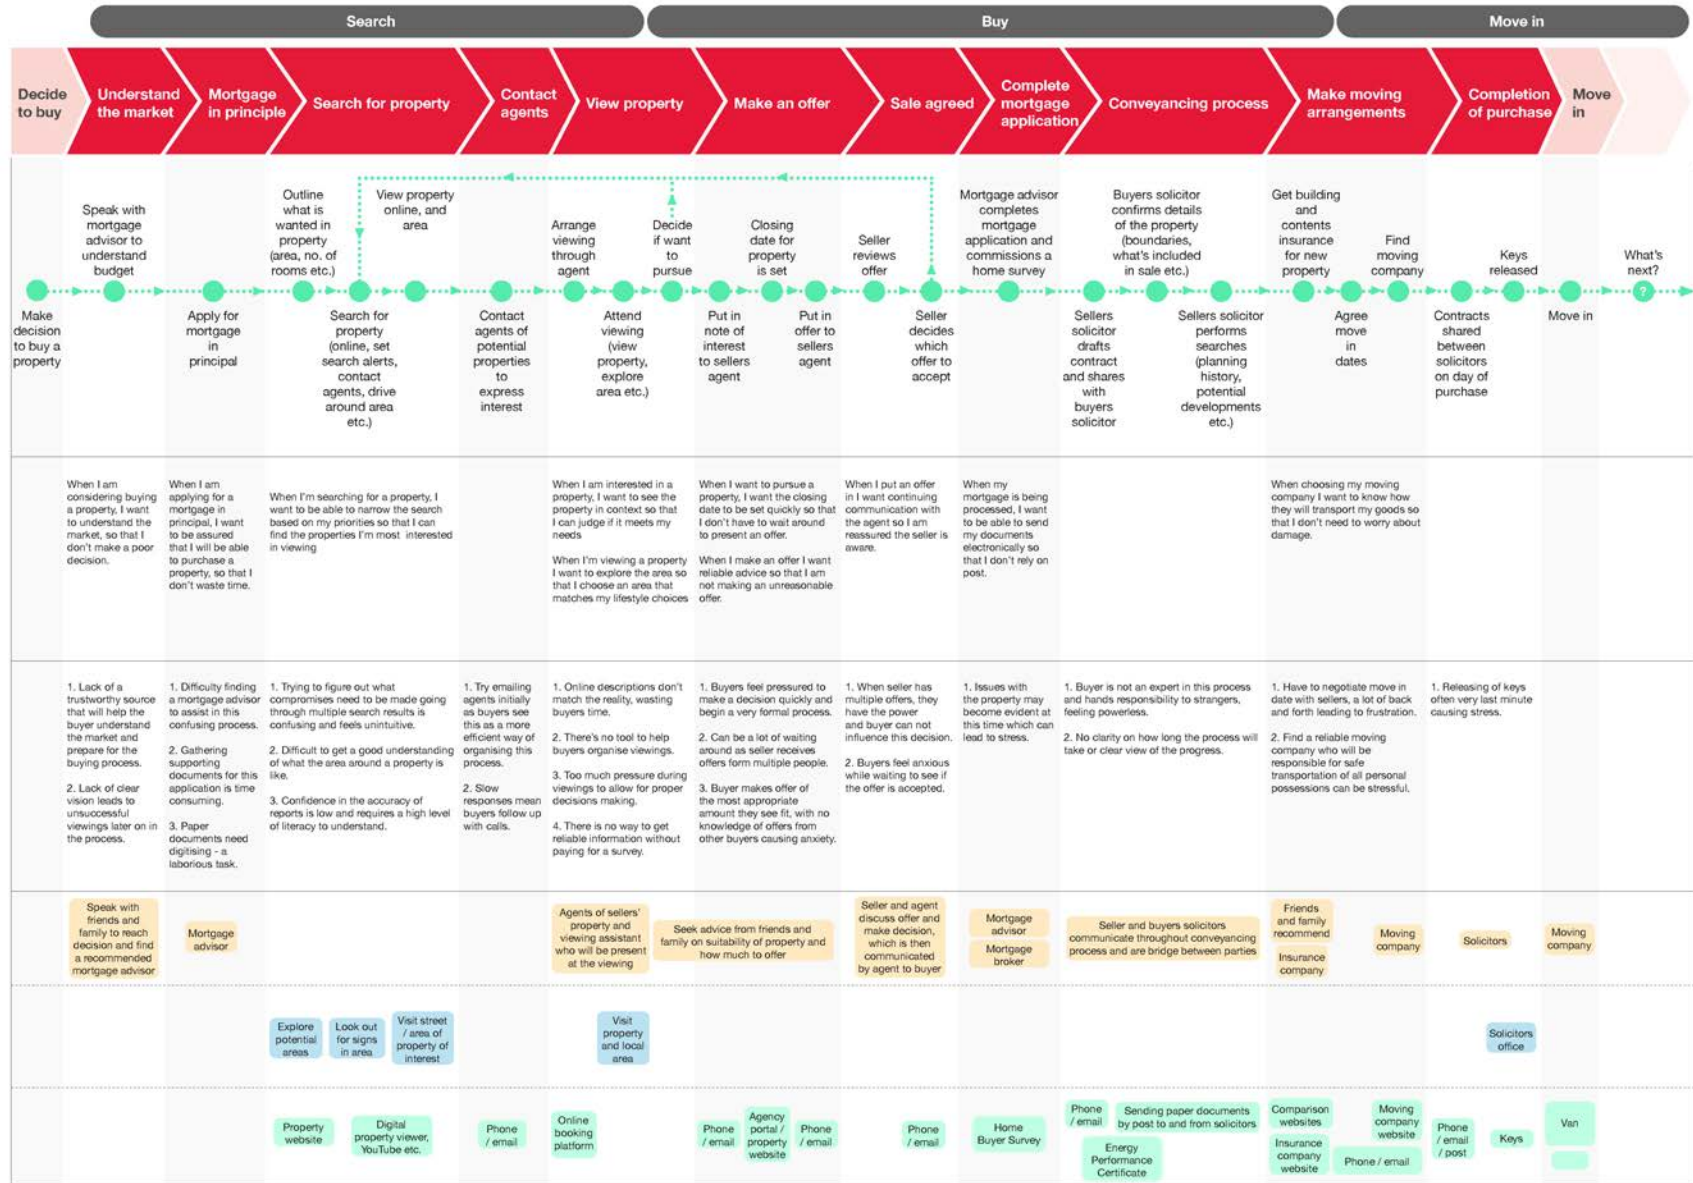 Search
Buy
Move in
Decide
to buy
Understand
the market
Mortgage
in principle
Search for property
Contact
agents
View property
Make an offer
Sale agreed
Complete
mortgage
application
Conveyancing process
Make moving
arrangements
Completion
of purchase
Move
in
Speak with
mortgage
advisor to
understand
budget
Outline
what is
wanted in
property
(area, no. of
rooms etc.)
View property
online, and
area
Arrange
viewing
through
agent
Decide
if want
to
pursue
Closing
date for
property
is set
Seller
reviews
offer
Mortgage advisor
completes
mortgage
application and
commissions a
home survey
Buyers solicitor
confirms details
of the property
(boundaries,
what's included
in sale etc.)
Get building
and
contents
insurance
for new
property
Find
moving
company
Keys
released
What's
next?
?
Make
decision
to buy a
property
Apply for
mortgage
in
principal
Search for
property
(online, set
search alerts,
contact
agents, drive
around area
etc.)
Contact
agents of
potential
properties
to
express
interest
Attend
viewing
(view
property,
explore
area etc.)
Put in
note of
interest
to sellers
agent
Put in
offer to
sellers
agent
Seller
decides
which
offer to
accept
Sellers
solicitor
drafts
contract
and shares
with
buyers
solicitor
Sellers solicitor
performs
searches
(planning
history,
potential
developments
etc.)
Agree
move
in
dates
Contracts
shared
between
solicitors
on day of
purchase
Move in
When I am
considering buying
a property, I want
to understand the
market, so that I
don't make a poor
decision.
When I am
applying for a
mortgage in
principal, I want
to be assured
that I will be able
to purchase a
property, so that I
don't waste time.
When I'm searching for a property, I
want to be able to narrow the search
based on my priorities so that I can
find the properties I'm most interested
in viewing
When I am interested in a
property, I want to see the
property in context so that
I can judge if it meets my
needs
When I'm viewing a property
I want to explore the area so
that I choose an area that
matches my lifestyle choices
When I want to pursue a
property, I want the closing
date to be set quickly so that
I don't have to wait around
to present an offer.
When I make an offer I want
reliable advice so that I am
not making an unreasonable
offer.
When I put an offer
in I want continuing
communication with
the agent so I am
reassured the seller is
aware.
When my
mortgage is being
processed, I want
to be able to send
my documents
electronically so
that I don't rely on
post.
When choosing my moving
company I want to know how
they will transport my goods so
that I don't need to worry about
damage.
1. Lack of a
trustworthy source
that will help the
buyer understand
the market and
prepare for the
buying process.
2. Lack of clear
vision leads to
unsuccessful
viewings later on in
the process.
1. Difficulty finding
a mortgage advisor
to assist in this
confusing process.
2. Gathering
supporting
documents for this
application is time
consuming.
3. Paper
documents need
digitising - a
laborious task.
1. Trying to figure out what
compromises need to be made going
through multiple search results is
confusing and feels unintuitive.
2. Difficult to get a good understanding
of what the area around a property is
like.
3. Confidence in the accuracy of
reports is low and requires a high level
of literacy to understand.
1. Try emailing
agents initially
as buyers see
this as a more
efficient way of
organising this
process.
2. Slow
responses mean
buyers follow up
with calls.
1. Online descriptions don't
match the reality, wasting
buyers time.
2. There's no tool to help
buyers organise viewings.
3. Too much pressure during
viewings to allow for proper
decisions making.
4. There is no way to get
reliable information without
paying for a survey.
1. Buyers feel pressured to
make a decision quickly and
begin a very formal process.
2. Can be a lot of waiting
around as seller receives
offers form multiple people.
3. Buyer makes offer of
the most appropriate
amount they see fit, with no
knowledge of offers from
other buyers causing anxiety.
1. When seller has
multiple offers, they
have the power
and buyer can not
influence this decision.
2. Buyers feel anxious
while waiting to see if
the offer is accepted.
1. Issues with
the property may
become evident at
this time which can
lead to stress.
1. Buyer is not an expert in this process
and hands responsibility to strangers,
feeling powerless.
2. No clarity on how long the process will
take or clear view of the progress.
1. Have to negotiate move in
date with sellers, a lot of back
and forth leading to frustration.
2. Find a reliable moving
company who will be
responsible for safe
transportation of all personal
possessions can be stressful.
1. Releasing of keys
often very last minute
causing stress.
Speak with
friends and
family to reach
decision and find
a recommended
mortgage advisor
Mortgage
advisor
Agents of sellers'
property and
viewing assistant
who will be present
at the viewing
Seek advice from friends and
family on suitability of property and
how much to offer
Seller and agent
discuss offer and
make decision,
which is then
communicated
by agent to buyer
Mortgage
advisor
Mortgage
broker
Seller and buyers solicitors
communicate throughout conveyancing
process and are bridge between parties
Friends
and family
recommend
Insurance
company
Moving
company
Solicitors
Moving
company
Explore
potential
areas
Look out
for signs
in area
Visit street
/ area of
property of
interest
Visit
property
and local
area
Solicitors
office
Property
website
Digital
property viewer,
YouTube etc.
Phone
/ email
Online
booking
platform
Phone
/ email
Agency
portal /
property
website
Phone
/ email
Phone
/ email
Home
Buyer Survey
Phone
/ email
Sending paper documents
by post to and from solicitors
Energy
Performance
Certificate
Comparison
websites
Insurance
company
website
Moving
company
website
Phone / email
Phone
/ email
/ post
Keys
Van